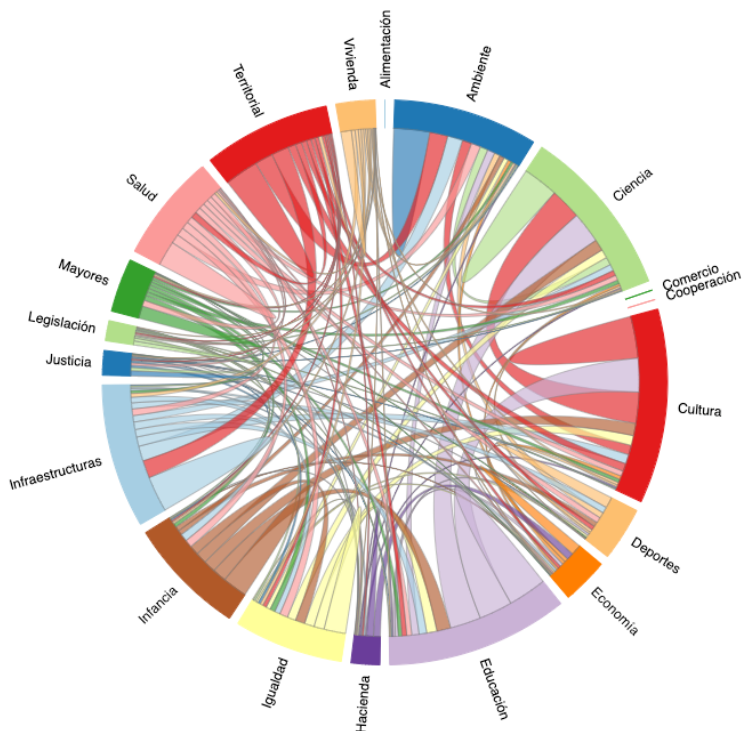 Alimentación
Ambiente
Ciencia
Comercio
Cooperación
Cultura
Deportes
Economía
Educación
Hacienda
Igualdad
Infancia
Infraestructuras
Justicia
Legislación
Mayores
Salud
Territorial
Vivienda